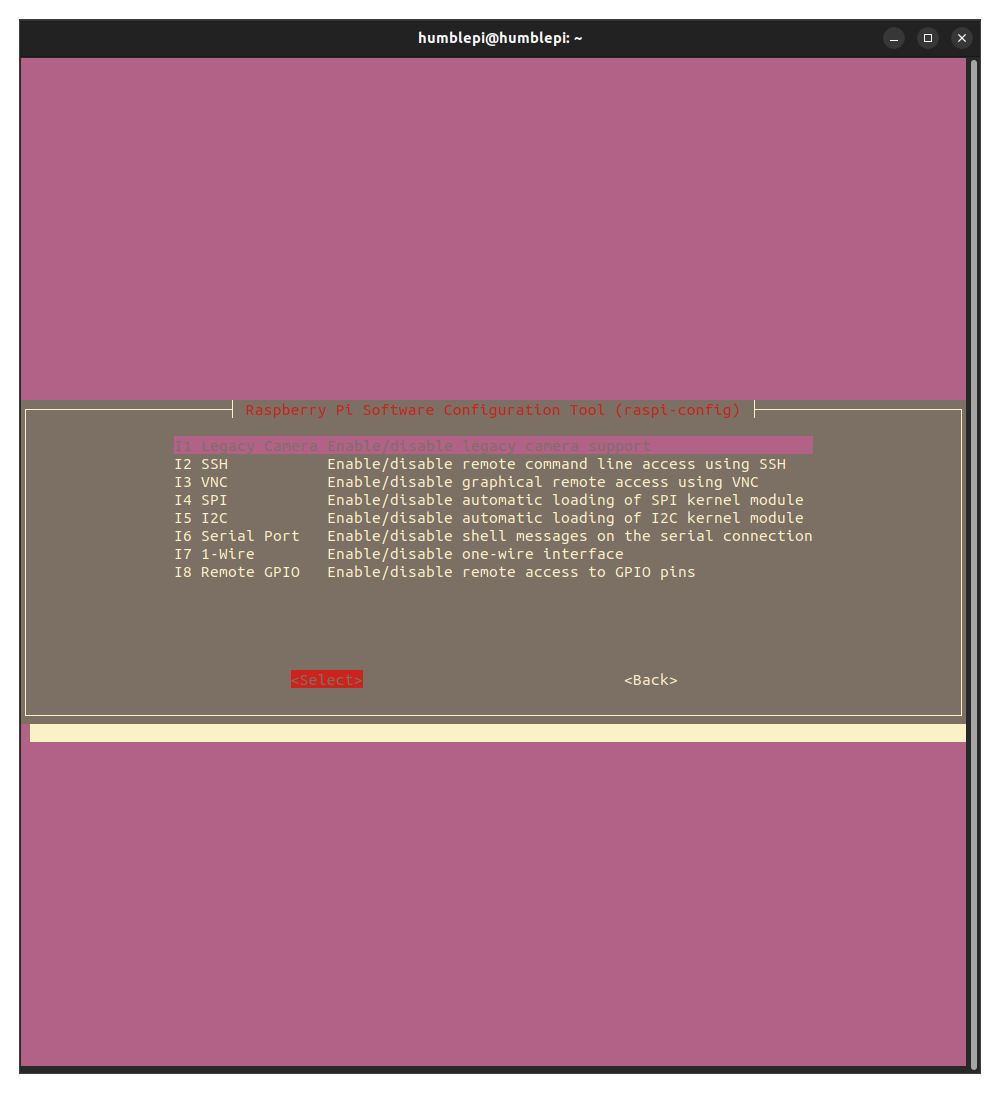 humblepi@humblepi: ~
Raspberry Pi Software Configuration Tool (raspi-config)
I1 Legacy Camera Enable/disable legacy camera support
I2 SSH Enable/disable remote command line access using SSH
I3 VNC Enable/disable graphical remote access using VNC
I4 SPI Enable/disable automatic loading of SPI kernel module
I5 I2C Enable/disable automatic loading of I2C kernel module
I6 Serial Port Enable/disable shell messages on the serial connection
I7 1-Wire Enable/disable one-wire interface
I8 Remote GPIO Enable/disable remote access to GPIO pins
<Select> <Back>